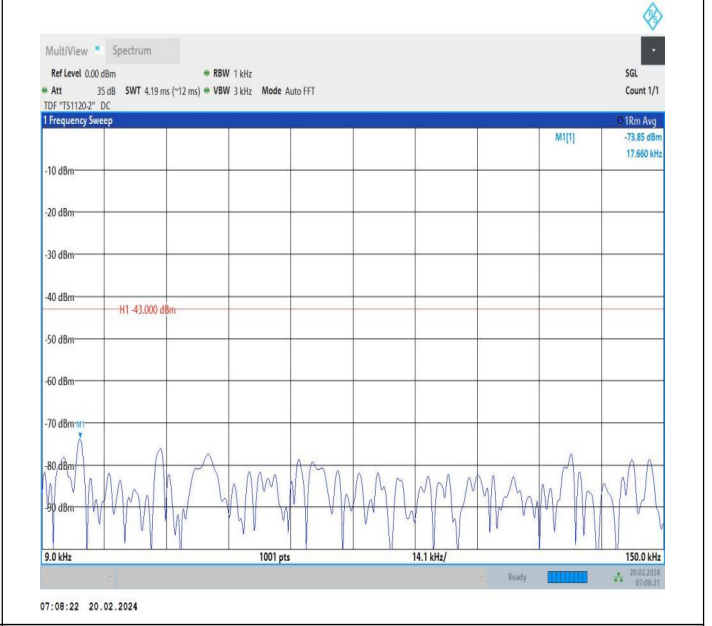 R S
MultiView Spectrum
Ref Level 0.00 dBm RBW 1 kHz SGL
Att 35 dB SWT 4.19 ms (~12 ms) VBW 3 kHz Mode Auto FFT Count 1/1
TDF "TS1120-2" DC
1 Frequency Sweep 1Rm Avg
M1[1] -73.85 dBm
17.660 kHz
-10 dBm
-20 dBm
-30 dBm
-40 dBm
H1 -43.000 dBm
-50 dBm
-60 dBm
-70 dBm M1
-80 dBm
-90 dBm
9.0 kHz 1001 pts 14.1 kHz/ 150.0 kHz
Ready 20.02.2024
07:08:21
07:08:22 20.02.2024